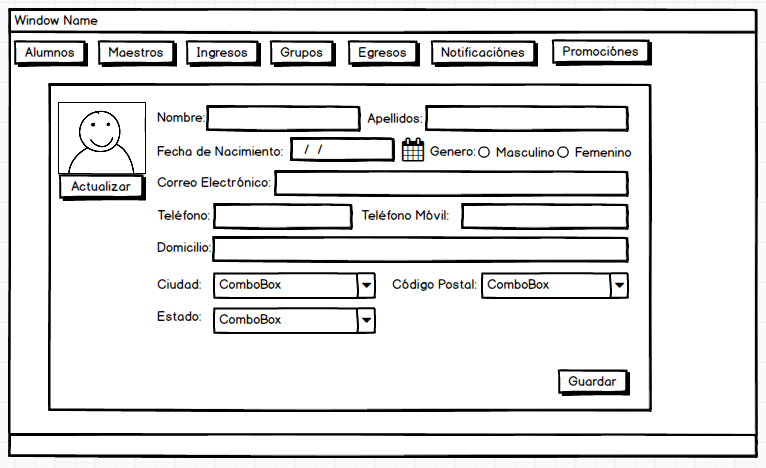 Window Name
Alumnos Maestros Ingresos Grupos Egresos Notificaciónes Promociónes
Nombre: Apellidos:
Fecha de Nacimiento: / / Genero: Masculino Femenino
Actualizar Correo Electrónico:
Teléfono: Teléfono Móvil:
Domicilio:
Ciudad: ComboBox Código Postal: ComboBox
Estado: ComboBox
Guardar